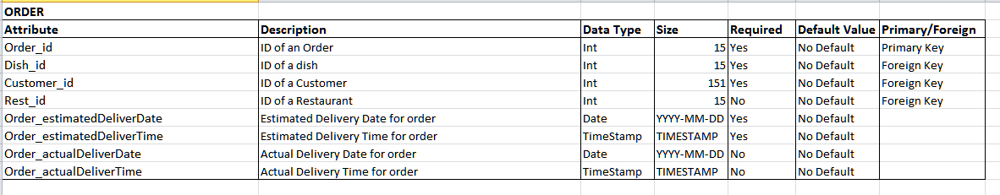 ORDER
Attribute Description Data Type Size Required Default Value Primary/Foreign
Order_id ID of an Order Int 15 Yes No Default Primary Key
Dish_id ID of a dish Int 15 Yes No Default Foreign Key
Customer_id ID of a Customer Int 151 Yes No Default Foreign Key
Rest_id ID of a Restaurant Int 15 No No Default Foreign Key
Order_estimatedDeliverDate Estimated Delivery Date for order Date YYYY-MM-DD Yes No Default
Order_estimatedDeliverTime Estimated Delivery Time for order TimeStamp TIMESTAMP Yes No Default
Order_actualDeliverDate Actual Delivery Date for order Date YYYY-MM-DD No No Default
Order_actualDeliverTime Actual Delivery Time for order TimeStamp TIMESTAMP No No Default